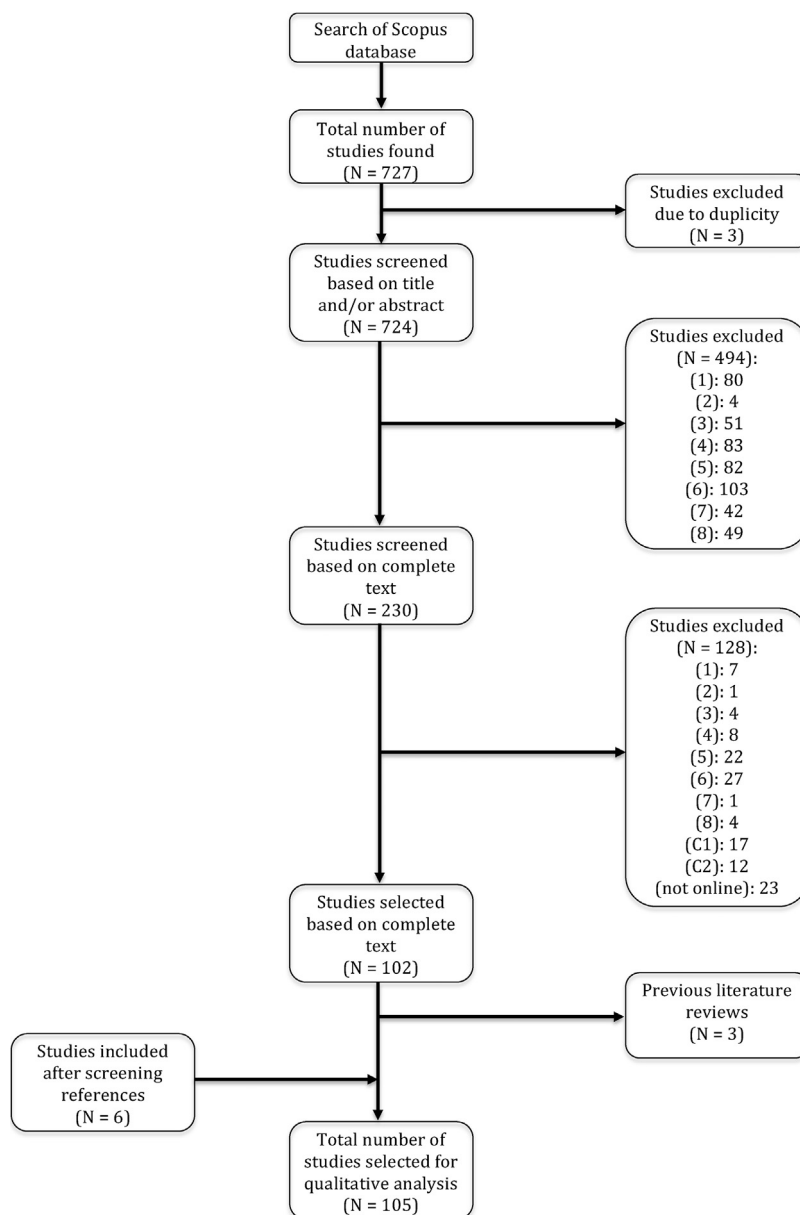 Search of Scopus
database
Total number of
studies found
(N = 727)
Studies excluded
due to duplicity
(N = 3)
Studies screened
based on title
and/or abstract
(N = 724)
Studies excluded
(N = 494):
(1): 80
(2): 4
(3): 51
(4): 83
(5): 82
(6): 103
(7): 42
(8): 49
Studies screened
based on complete
text
(N = 230)
Studies excluded
(N = 128):
(1): 7
(2): 1
(3): 4
(4): 8
(5): 22
(6): 27
(7): 1
(8): 4
(C1): 17
(C2): 12
(not online): 23
Studies selected
based on complete
text
(N = 102)
Previous literature
reviews
(N = 3)
Studies included
after screening
references
(N = 6)
Total number of
studies selected for
qualitative analysis
(N = 105)